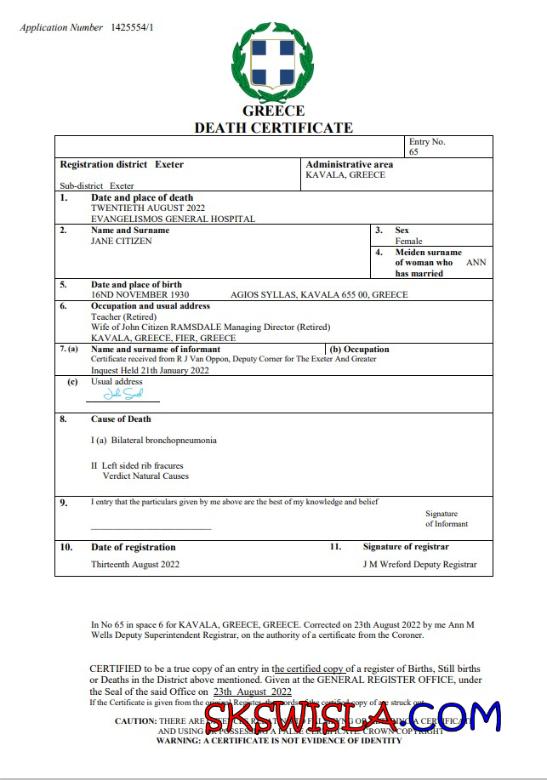 Application Number 1425554/1
GREECE
DEATH CERTIFICATE
Entry No.
65
Registration district Exeter
Administrative area
KAVALA, GREECE
Sub-district Exeter
1. Date and place of death
TWENTIETH AUGUST 2022
EVANGELISMOS GENERAL HOSPITAL
2. Name and Surname
JANE CITIZEN
3. Sex
Female
4. Meiden surname
of woman who ANN
has married
5. Date and place of birth
16ND NOVEMBER 1930 AGIOS SYLLAS, KAVALA 655 00, GREECE
6. Occupation and usual address
Teacher (Retired)
Wife of John Citizen RAMSDALE Managing Director (Retired)
KAVALA, GREECE, FIER, GREECE
7. (a) Name and surname of informant (b) Occupation
Certificate received from R J Van Oppon, Deputy Corner for The Exeter And Greater
Inquest Held 21th January 2022
(c) Usual address
8. Cause of Death
I (a) Bilateral bronchopneumonia
II Left sided rib fracures
Verdict Natural Causes
9. I entry that the particulars given by me above are the best of my knowledge and belief
Signature
of Informant
10. Date of registration
11. Signature of registrar
Thirteenth August 2022
J M Wreford Deputy Registrar
In No 65 in space 6 for KAVALA, GREECE, GREECE. Corrected on 23th August 2022 by me Ann M
Wells Deputy Superintendent Registrar, on the authority of a certificate from the Coroner.
CERTIFIED to be a true copy of an entry in the certified copy of a register of Births, Still births
or Deaths in the District above mentioned. Given at the GENERAL REGISTER OFFICE, under
the Seal of the said Office on 23th August 2022
If the Certificate is given from the original Register, the words of the certified copy of are struck out.
SKSWISLA.COM
CAUTION: THERE ARE A CERTIFICATE
AND USING OR POSSESSING A FALSE CERTIFICATE. CROWN COPYRIGHT
WARNING: A CERTIFICATE IS NOT EVIDENCE OF IDENTITY